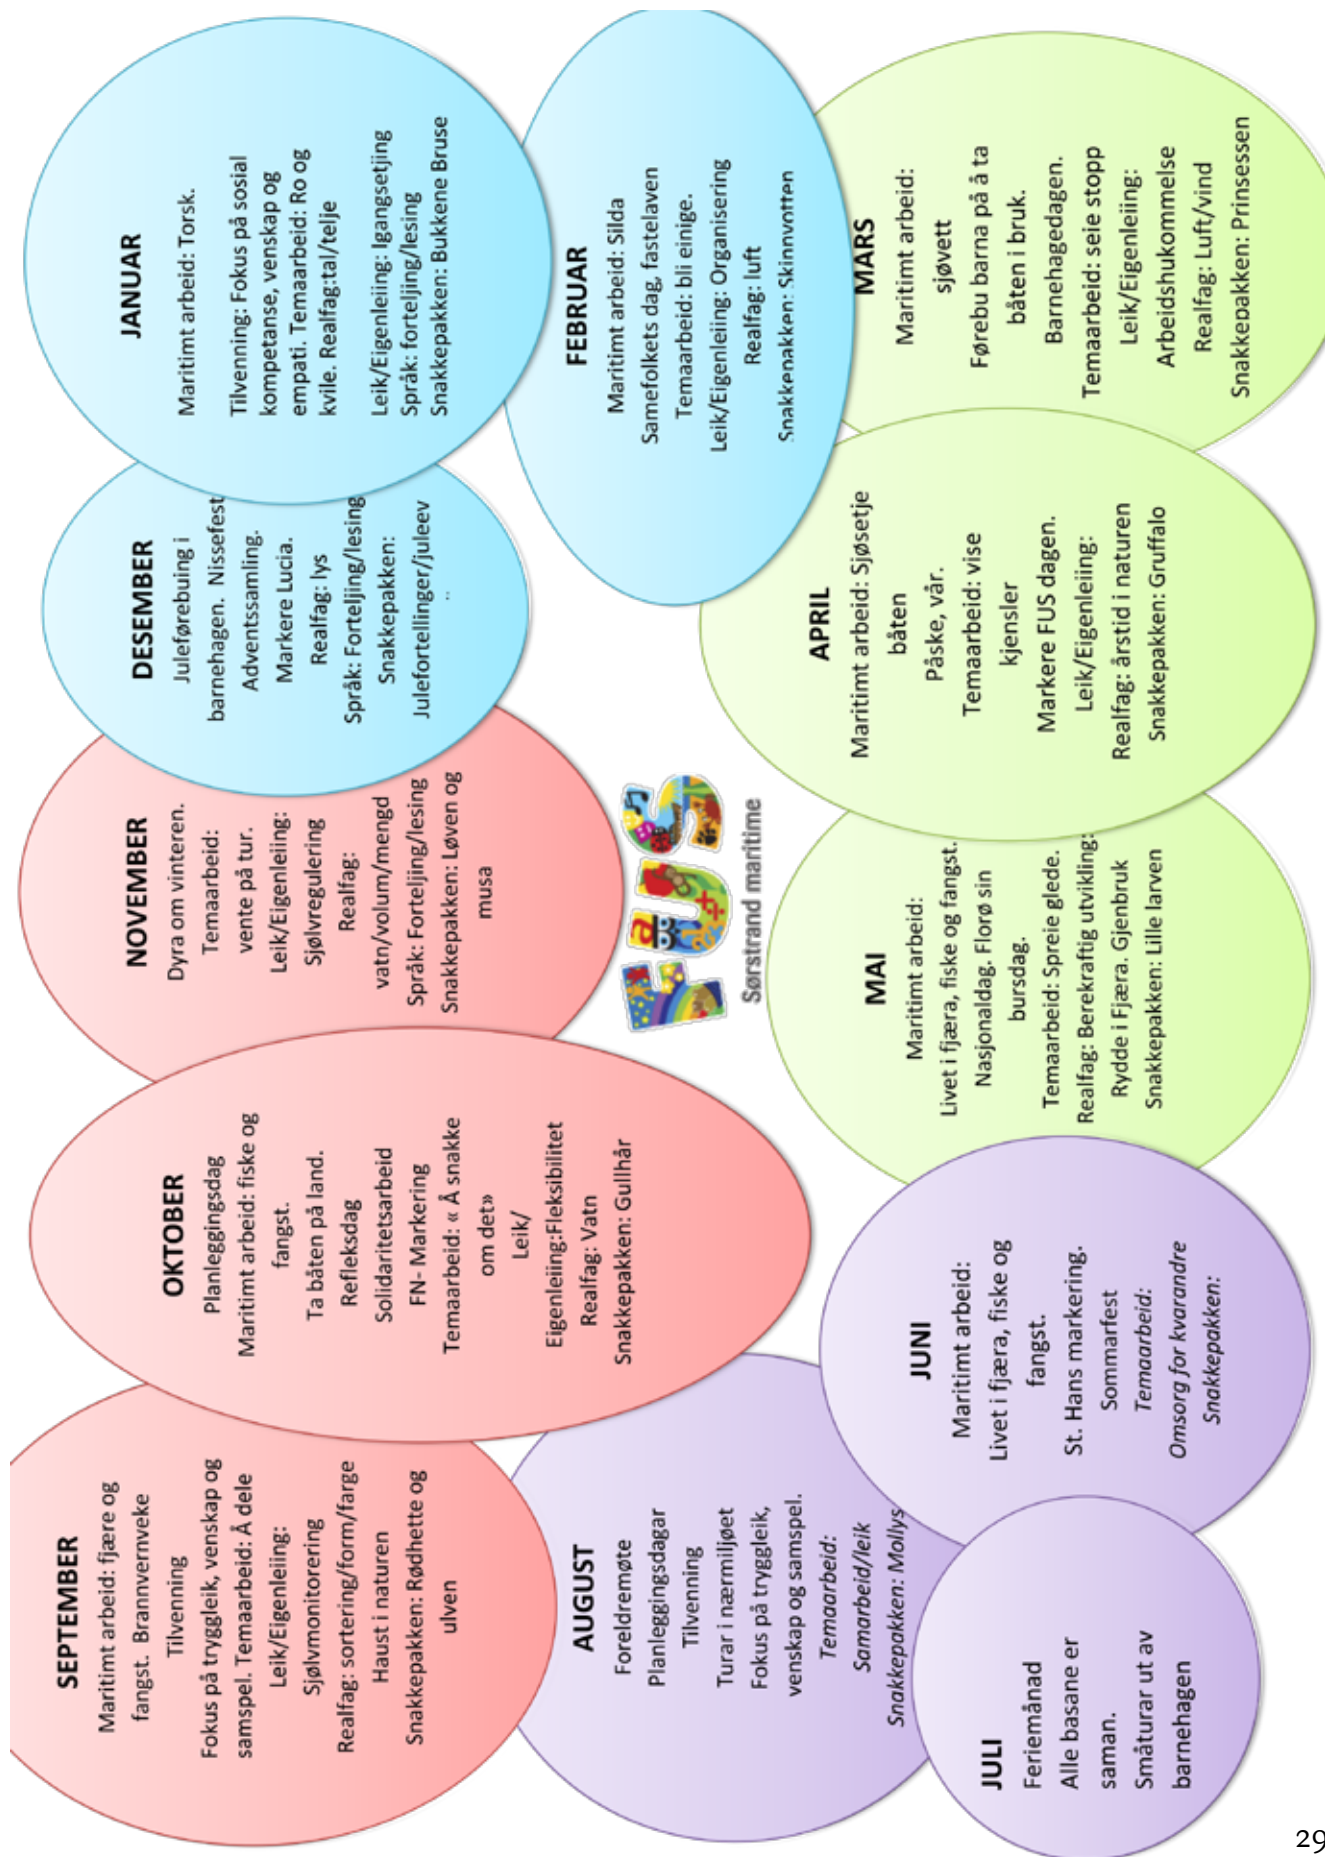 SEPTEMBER
Maritimt arbeid: fjære og
fangst. Brannvernveke
Tilvenning
Fokus på tryggleik, venskap og
samspel. Temaarbeid: Å dele
Leik/Eigenleiing:
Sjølvmonitorering
Realfag: sortering/form/farge
Haust i naturen
Snakkepakken: Rødhette og
ulven
OKTOBER
Planleggingsdag
Maritimt arbeid: fiske og
fangst.
Ta båten på land.
Refleksdag
Solidaritetsarbeid
FN- Markering
Temaarbeid: « Å snakke
om det»
Leik/
Eigenleiing:Fleksibilitet
Realfag: Vatn
Snakkepakken: Gullhår
NOVEMBER
Dyra om vinteren.
Temaarbeid:
vente på tur.
Leik/Eigenleiing:
Sjølvregulering
Realfag:
vatn/volum/mengd
Språk: Forteljing/lesing
Snakkepakken: Løven og
musa
DESEMBER
Juleførebuing i
barnehagen. Nissefest
Adventssamling.
Markere Lucia.
Realfag: lys
Språk: Forteljing/lesing
Snakkepakken:
Julefortellinger/juleev
JANUAR
Maritimt arbeid: Torsk.
Tilvenning: Fokus på sosial
kompetanse, venskap og
empati. Temaarbeid: Ro og
kvile. Realfag:tal/telje
Leik/Eigenleiing: Igangsetjing
Språk: forteljing/lesing
Snakkepakken: Bukkene Bruse
AUGUST
Foreldremøte
Planleggingsdagar
Tilvenning
Turar i nærmiljøet
Fokus på tryggleik,
venskap og samspel.
Temaarbeid:
Samarbeid/leik
Snakkepakken: Mollys
FUS
Sørstrand maritime
FEBRUAR
Maritimt arbeid: Silda
Samefolkets dag, fastelaven
Temaarbeid: bli einige.
Leik/Eigenleiing: Organisering
Realfag: luft
Snakkepakken: Skinnvotten
JULI
Feriemånad
Alle basane er
saman.
Småturar ut av
barnehagen
JUNI
Maritimt arbeid:
Livet i fjæra, fiske og
fangst.
St. Hans markering.
Sommarfest
Temaarbeid:
Omsorg for kvarandre
Snakkepakken:
MAI
Maritimt arbeid:
Livet i fjæra, fiske og fangst.
Nasjonaldag. Florø sin
bursdag.
Temaarbeid: Spreie glede.
Realfag: Berekraftig utvikling:
Rydde i Fjæra. Gjenbruk
Snakkepakken: Lille larven
APRIL
Maritimt arbeid: Sjøsetje
båten
Påske, vår.
Temaarbeid: vise
kjensler
Markere FUS dagen.
Leik/Eigenleiing:
Realfag: årstid i naturen
Snakkepakken: Gruffalo
MARS
Maritimt arbeid:
sjøvett
Førebu barna på å ta
båten i bruk.
Barnehagedagen.
Temaarbeid: seie stopp
Leik/Eigenleiing:
Arbeidshukommelse
Realfag: Luft/vind
Snakkepakken: Prinsessen
29